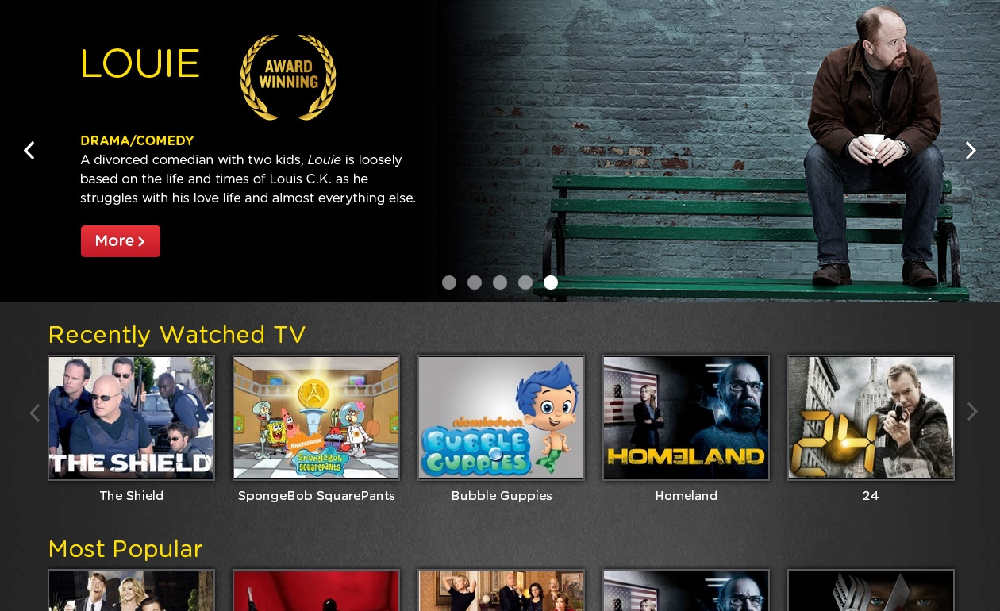 LOUIE
AWARD
WINNING
DRAMA/COMEDY
A divorced comedian with two kids, Louie is loosely
based on the life and times of Louis C.K. as he
struggles with his love life and almost everything else.
More
Recently Watched TV
THE SHIELD
NICKELODEON
SpongeBob
SQUAREPANTS
nickelodeon
BUBBLE
GUPPIES
HOMELAND
24
The Shield
SpongeBob SquarePants
Bubble Guppies
Homeland
24
Most Popular